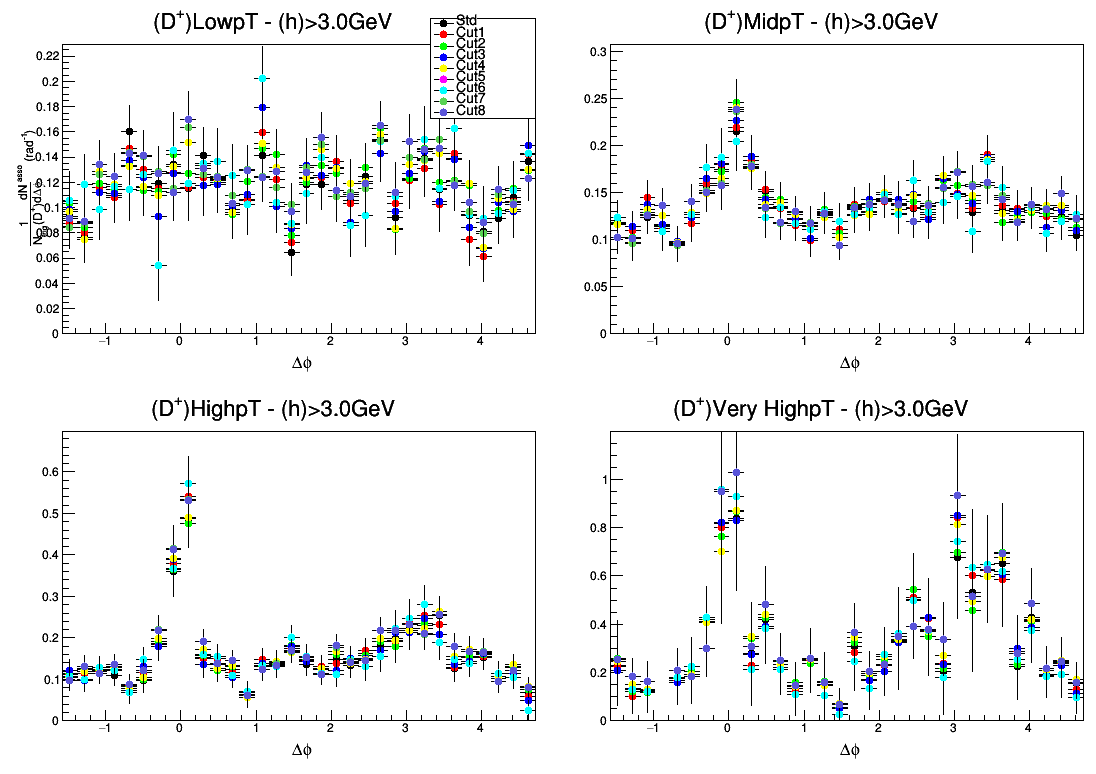 (D⁺)LowpT - (h)>3.0GeV
Std
Cut1
Cut2
Cut3
Cut4
Cut5
Cut6
Cut7
Cut8
0.22
0.2
0.18
0.16
0.14
0.12
0.1
0.08
0.06
0.04
0.02
0
−1 0 1 2 3 4
Δϕ
(D⁺)MidpT - (h)>3.0GeV
0.3
0.25
0.2
0.15
0.1
0.05
0
−1 0 1 2 3 4
Δϕ
(D⁺)HighpT - (h)>3.0GeV
0.6
0.5
0.4
0.3
0.2
0.1
0
−1 0 1 2 3 4
Δϕ
(D⁺)Very HighpT - (h)>3.0GeV
1
0.8
0.6
0.4
0.2
0
−1 0 1 2 3 4
Δϕ